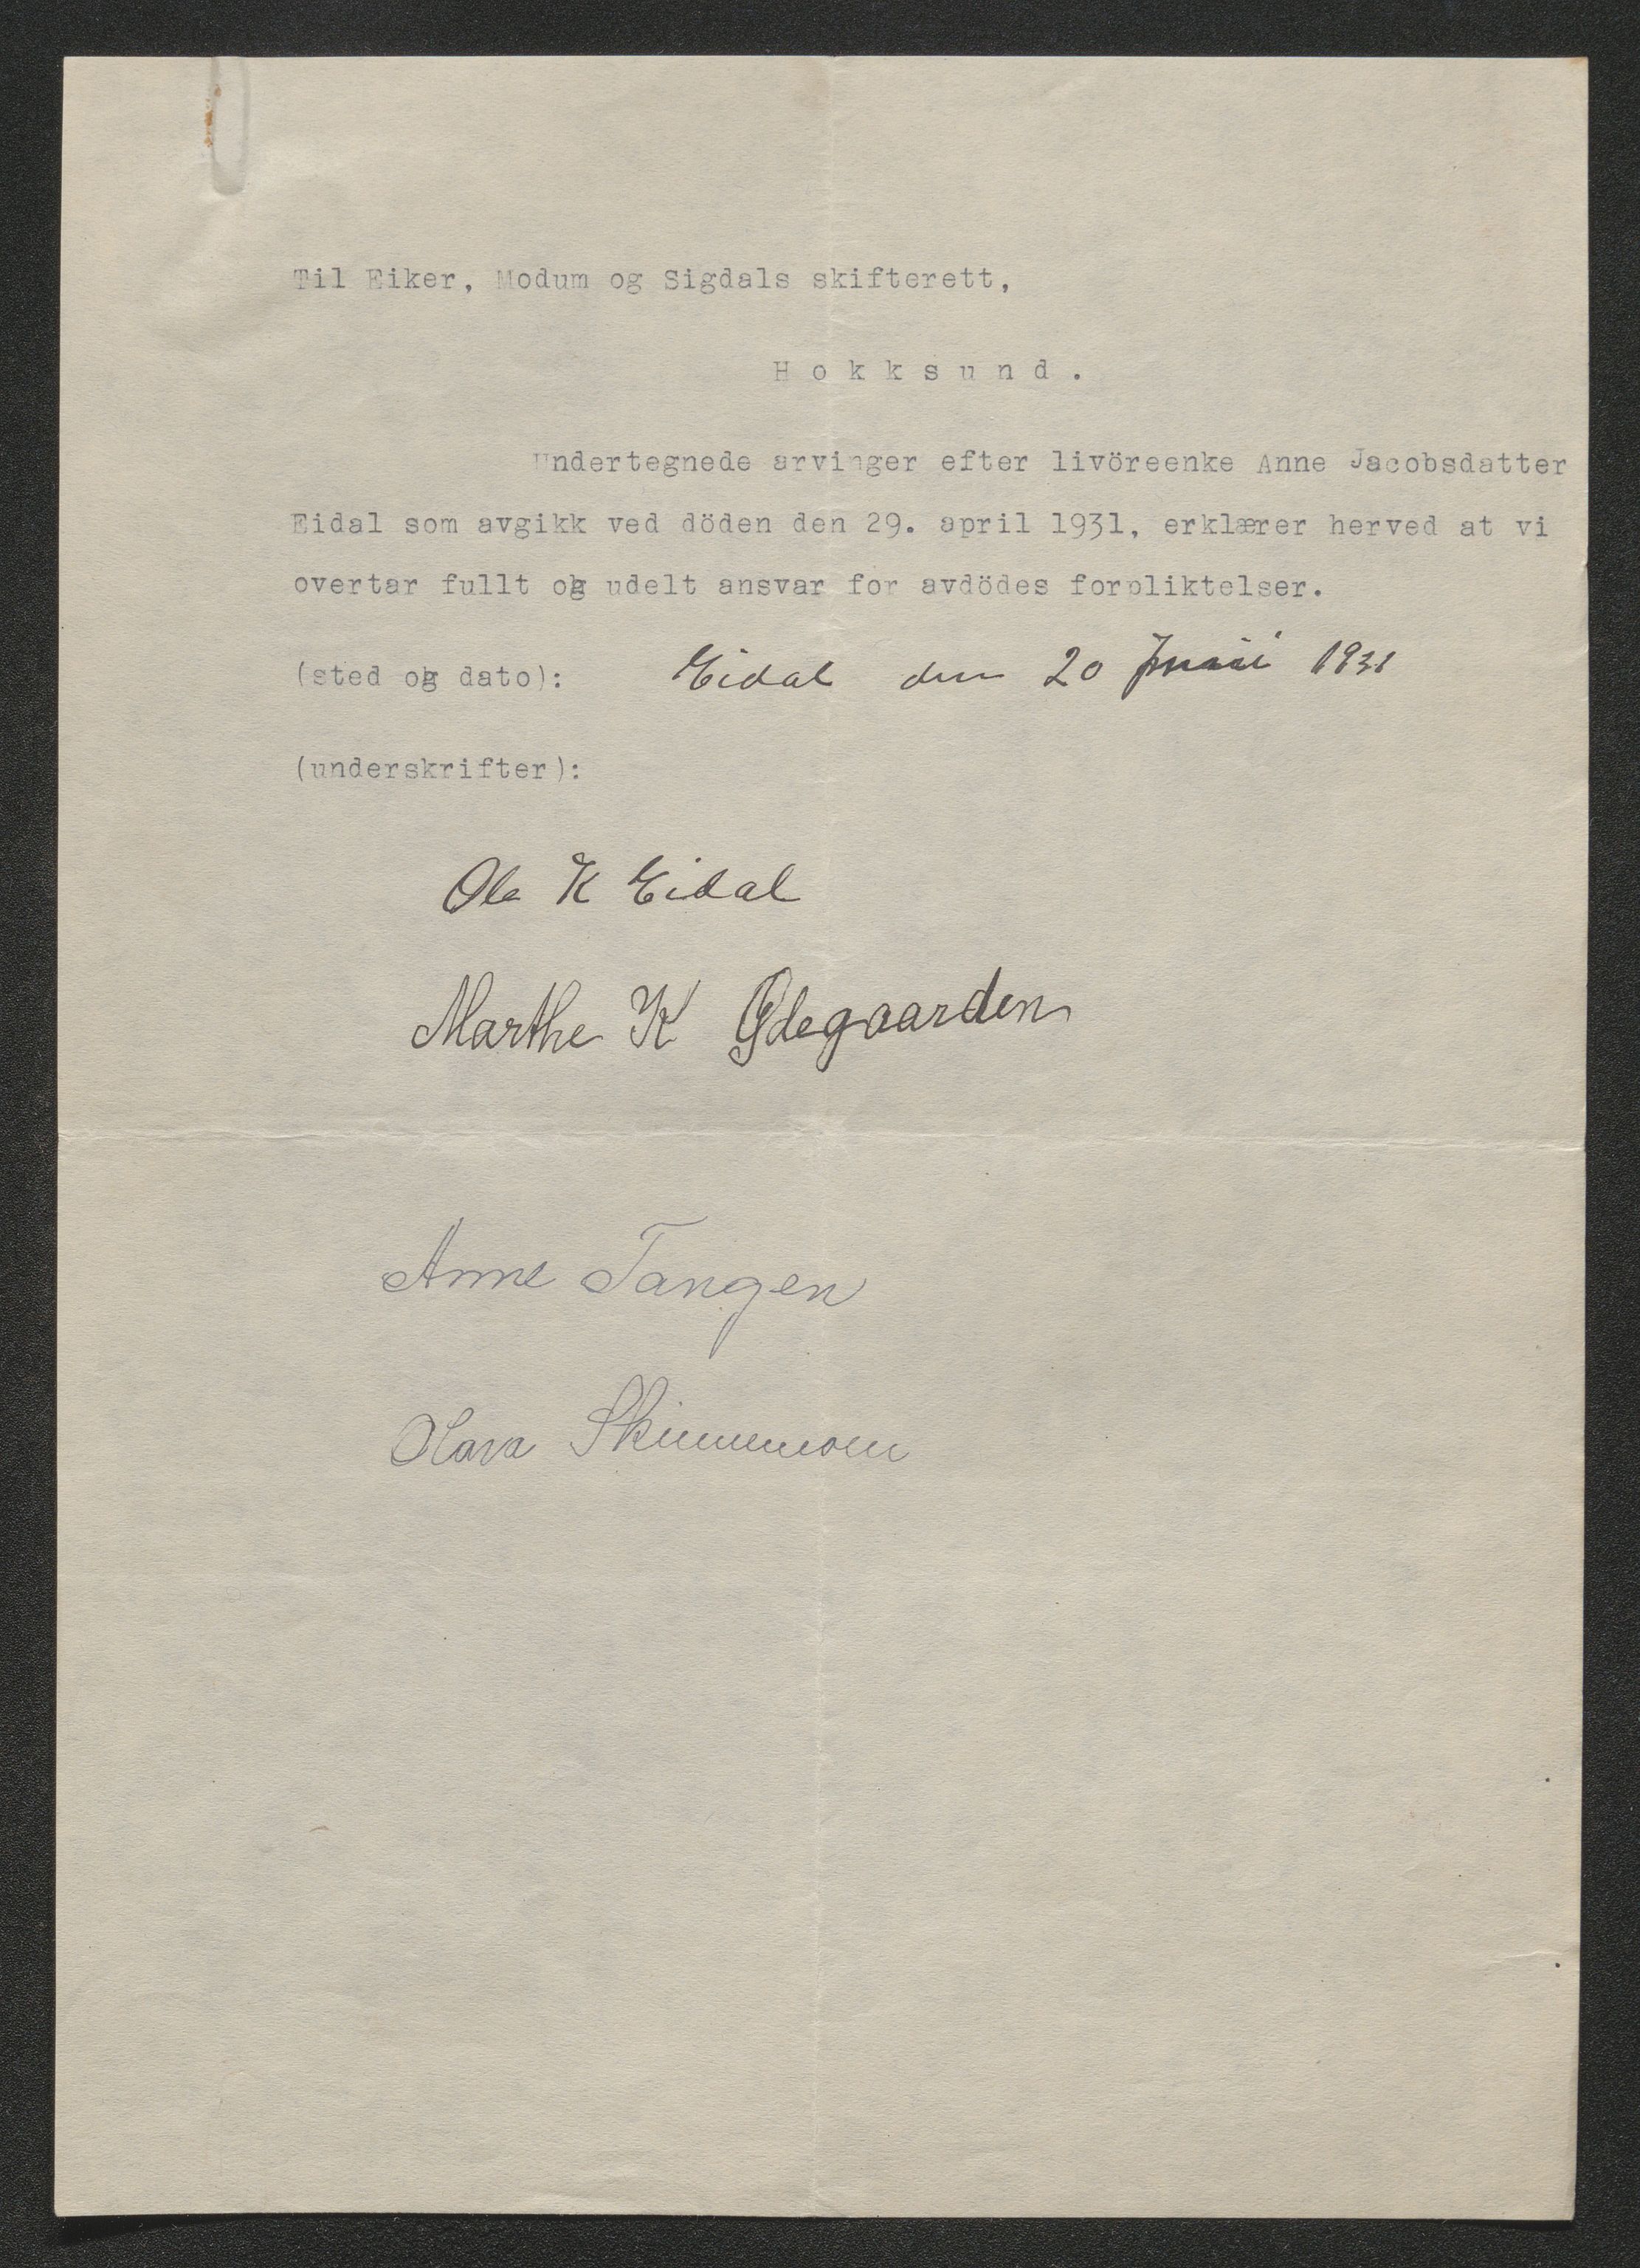 Til Eiker, Modum og Sigdals skifterett,
Hokksund.
Undertegnede arvinger efter livöreenke Anne Jacobsdatter
Eidal som avgikk ved döden den 29. april 1931, erklærer herved at vi
overtar fullt og udelt ansvar for avdödes forpliktelser.
(sted og dato): Eidal den 20 Juni 1931
(underskrifter):
Ole K Eidal
Marthe K Ødegaarden
Anne Tangen
Olava Skinnemoen